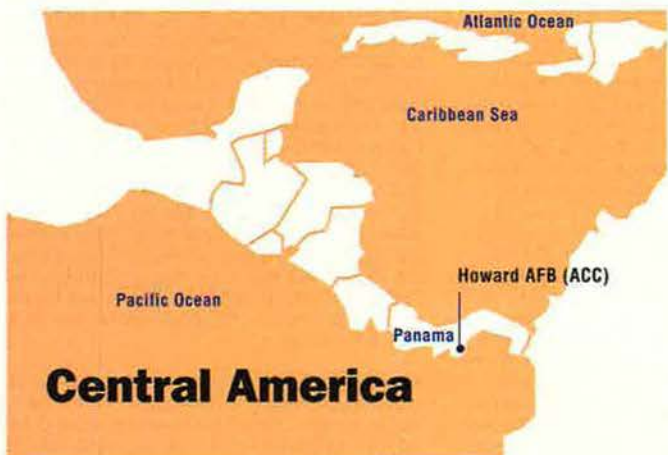 Atlantic Ocean
Caribbean Sea
Howard AFB (ACC)
Pacific Ocean
Panama
Central America